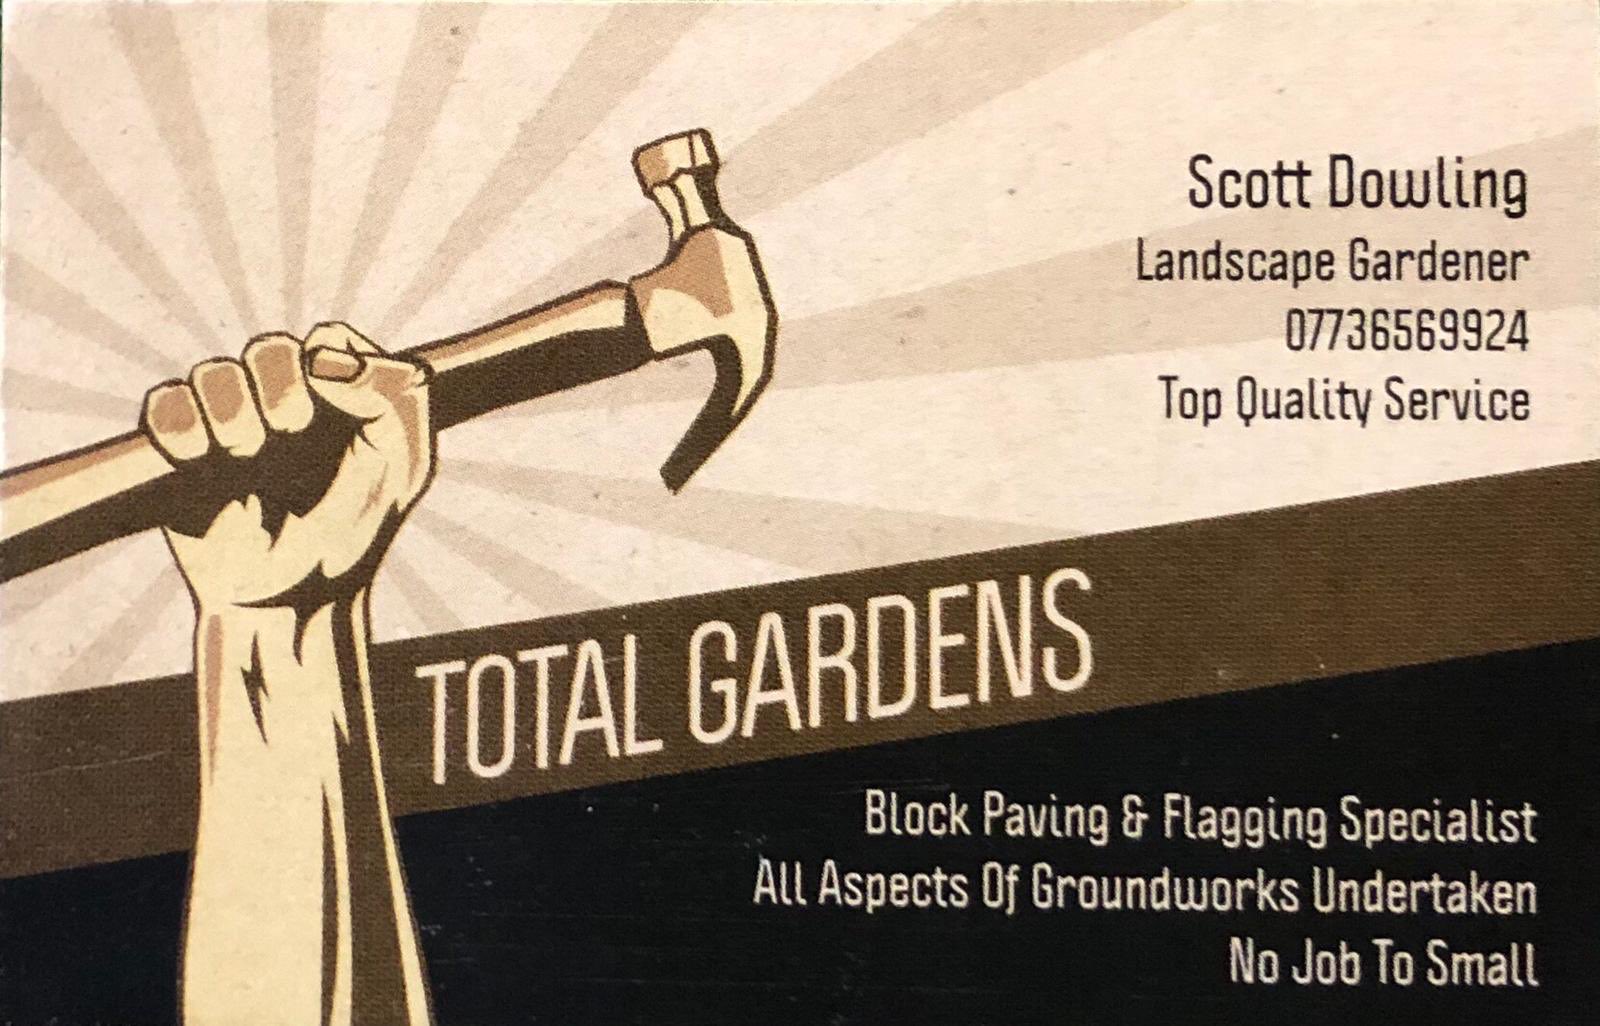 Scott Dowling
Landscape Gardener
07736569924
Top Quality Service
TOTAL GARDENS
Block Paving & Flagging Specialist
All Aspects Of Groundworks Undertaken
No Job To Small